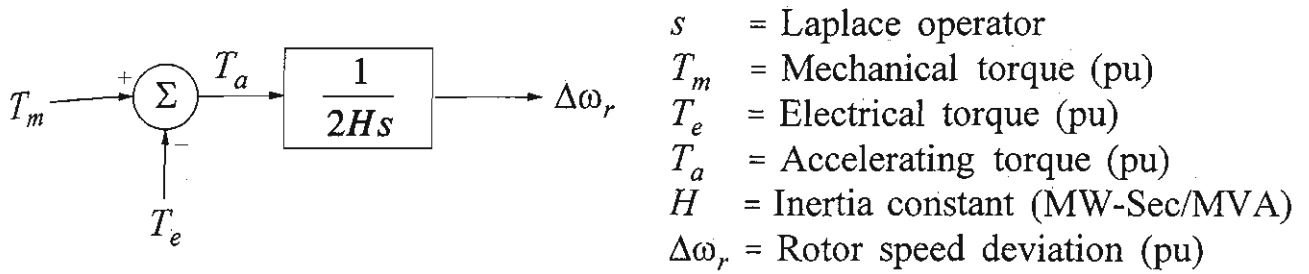 T_m
+
Σ
−
T_e
T_a
1
2Hs
Δω_r
s = Laplace operator
T_m = Mechanical torque (pu)
T_e = Electrical torque (pu)
T_a = Accelerating torque (pu)
H = Inertia constant (MW-Sec/MVA)
Δω_r = Rotor speed deviation (pu)